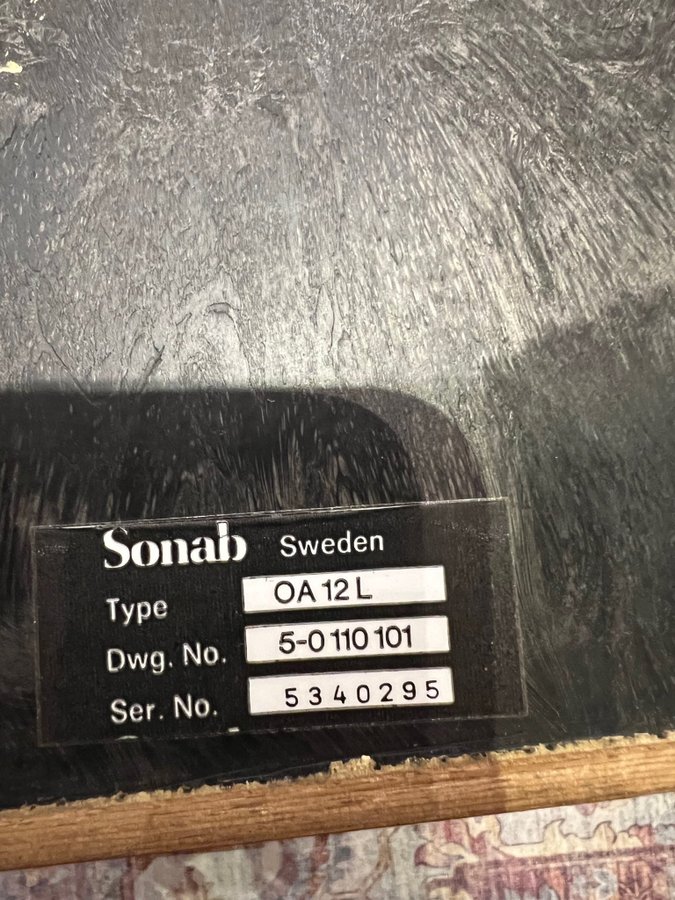 Sonab Sweden
Type OA 12 L
Dwg. No. 5-0 110 101
Ser. No. 5340295